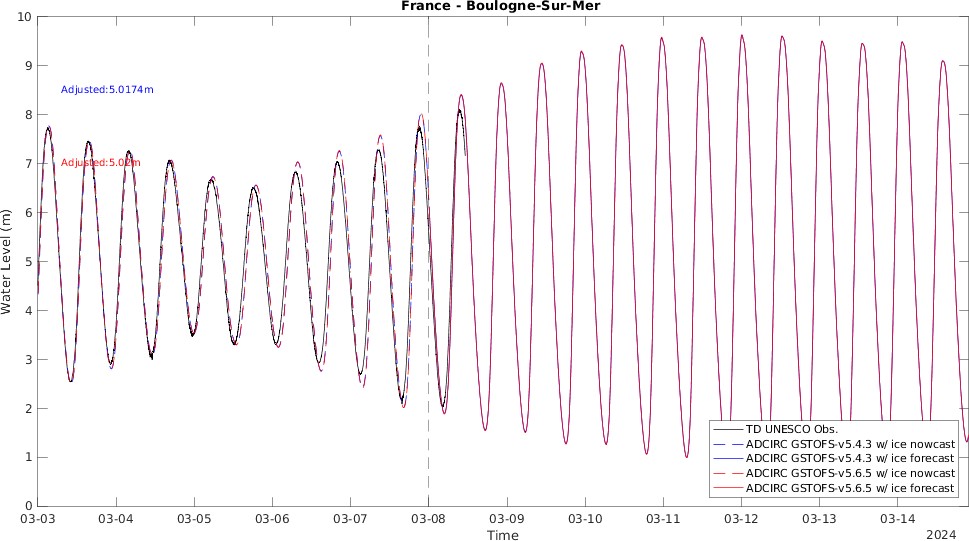 France - Boulogne-Sur-Mer
10
9
8
7
6
5
4
3
2
1
0
Water Level (m)
Adjusted:5.0174m
Adjusted:5.02m
TD UNESCO Obs.
ADCIRC GSTOFS-v5.4.3 w/ ice nowcast
ADCIRC GSTOFS-v5.4.3 w/ ice forecast
ADCIRC GSTOFS-v5.6.5 w/ ice nowcast
ADCIRC GSTOFS-v5.6.5 w/ ice forecast
03-03 03-04 03-05 03-06 03-07 03-08 03-09 03-10 03-11 03-12 03-13 03-14
Time
2024